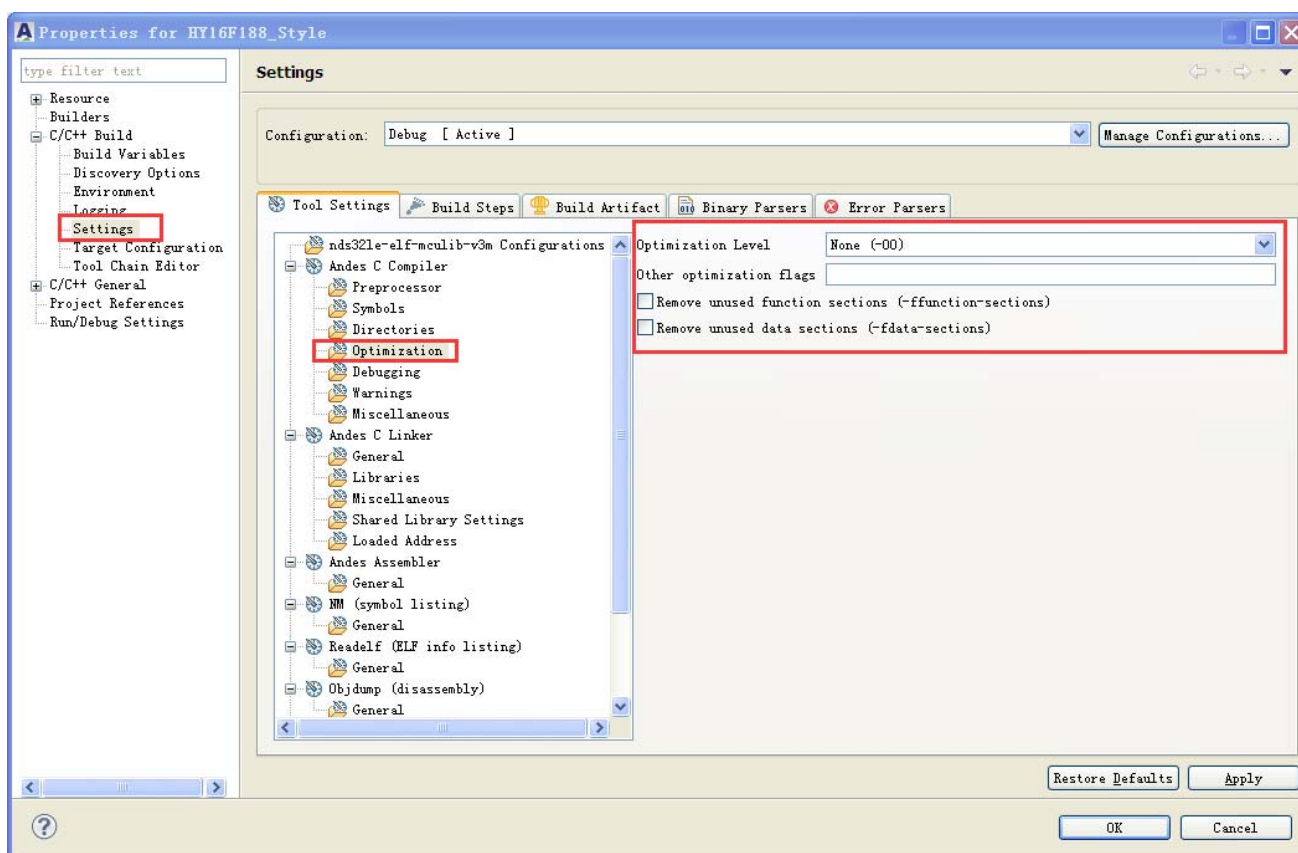 Properties for HY16F188_Style
type filter text
Resource
Builders
C/C++ Build
Build Variables
Discovery Options
Environment
Logging
Settings
Target Configuration
Tool Chain Editor
C/C++ General
Project References
Run/Debug Settings
Settings
Configuration: Debug [ Active ] Manage Configurations...
Tool Settings Build Steps Build Artifact Binary Parsers Error Parsers
nds32le-elf-mculib-v3m Configurations
Andes C Compiler
Preprocessor
Symbols
Directories
Optimization
Debugging
Warnings
Miscellaneous
Andes C Linker
General
Libraries
Miscellaneous
Shared Library Settings
Loaded Address
Andes Assembler
General
NM (symbol listing)
General
Readelf (ELF info listing)
General
Objdump (disassembly)
General
Optimization Level None (-O0)
Other optimization flags
Remove unused function sections (-ffunction-sections)
Remove unused data sections (-fdata-sections)
Restore Defaults Apply
OK Cancel